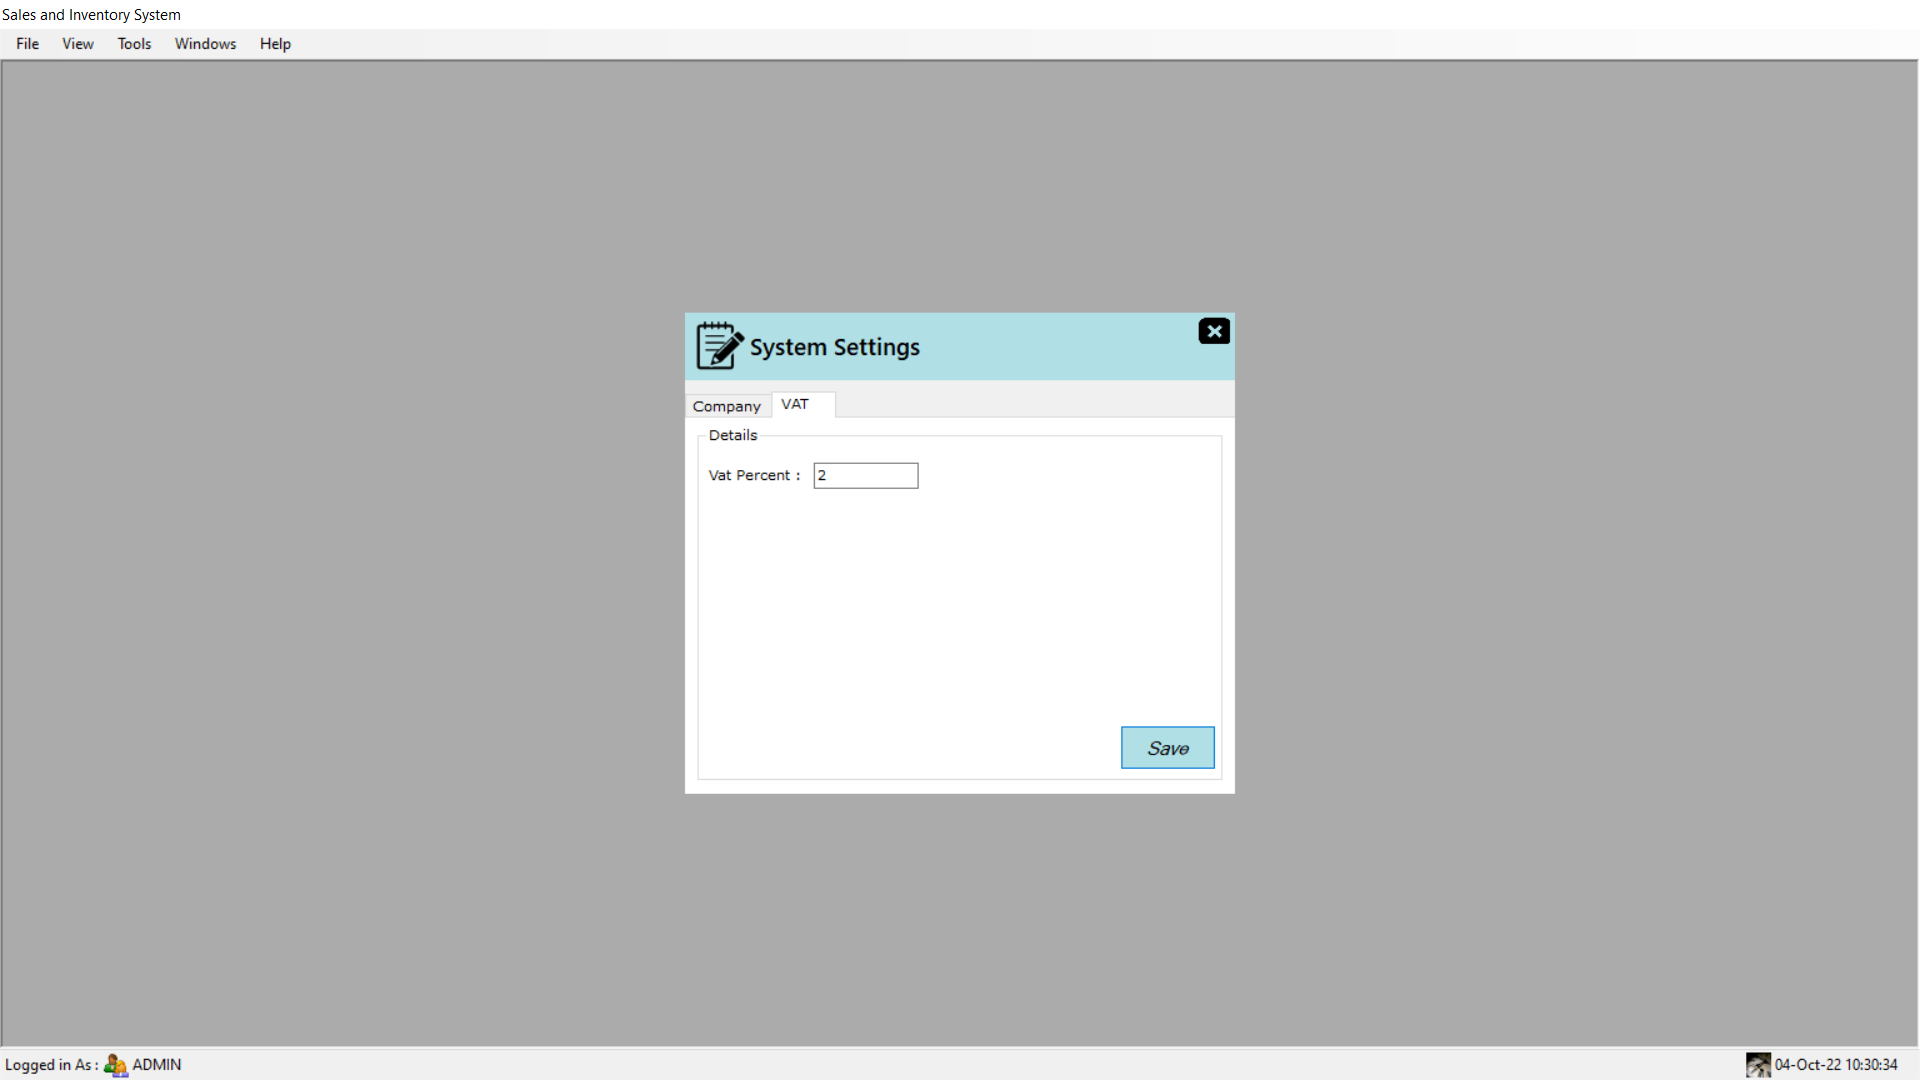 Sales and Inventory System
File View Tools Windows Help
System Settings
Company VAT
Details
Vat Percent : 2
Save
Logged in As : ADMIN 04-Oct-22 10:30:34